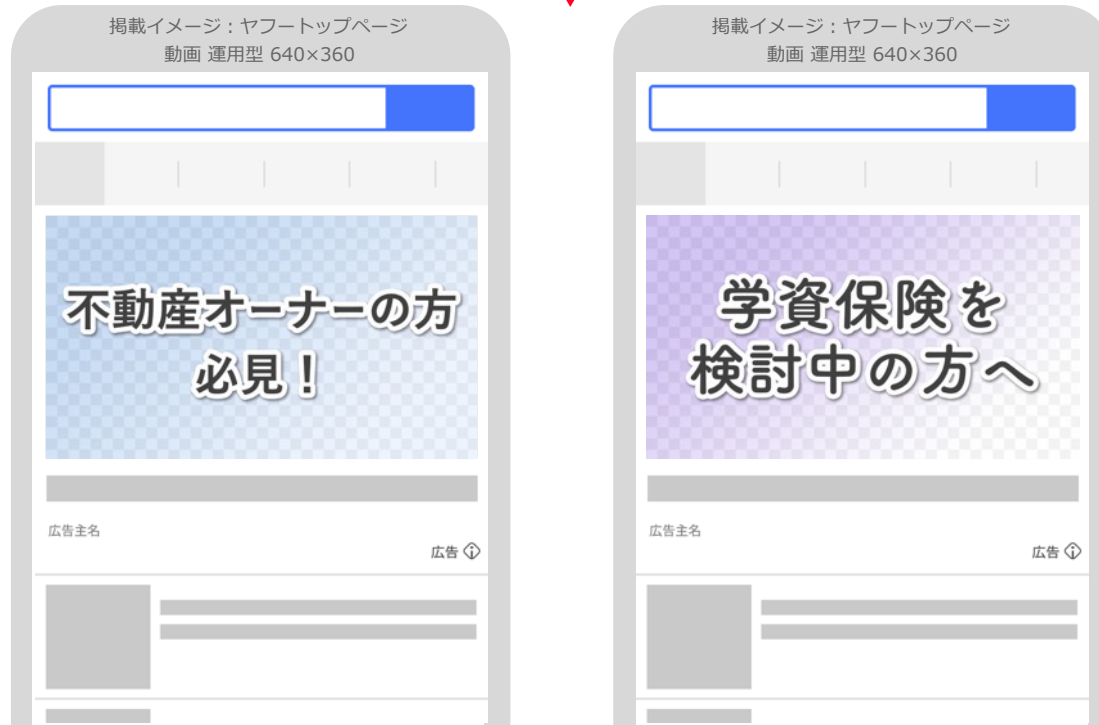 掲載イメージ：ヤフートップページ
動画 運用型 640×360
不動産オーナーの方
必見！
広告主名
広告
掲載イメージ：ヤフートップページ
動画 運用型 640×360
学資保険を
検討中の方へ
広告主名
広告